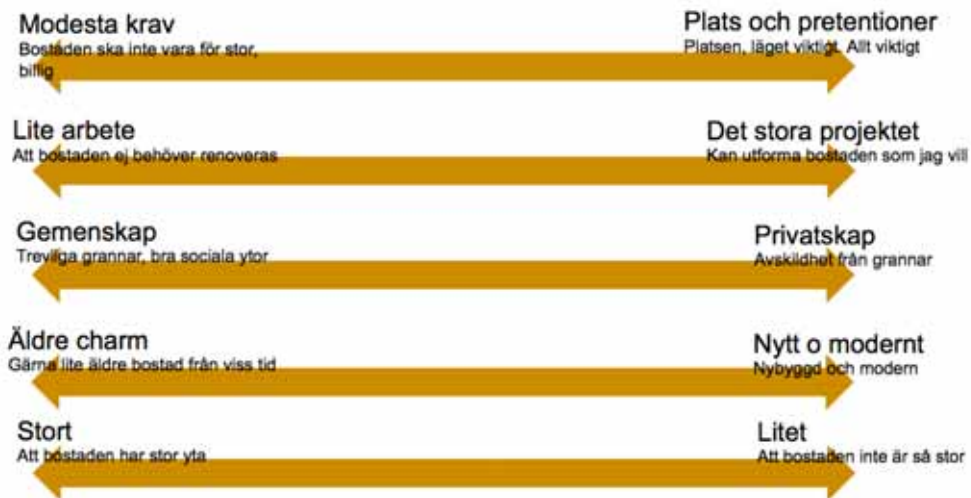 Modesta krav
Bostaden ska inte vara för stor,
billig
Plats och pretentioner
Platsen, läget viktigt. Allt viktigt
Lite arbete
Att bostaden ej behöver renoveras
Det stora projektet
Kan utforma bostaden som jag vill
Gemenskap
Trevliga grannar, bra sociala ytor
Privatskap
Avskildhet från grannar
Äldre charm
Gärna lite äldre bostad från viss tid
Nytt o modernt
Nybyggd och modern
Stort
Att bostaden har stor yta
Litet
Att bostaden inte är så stor